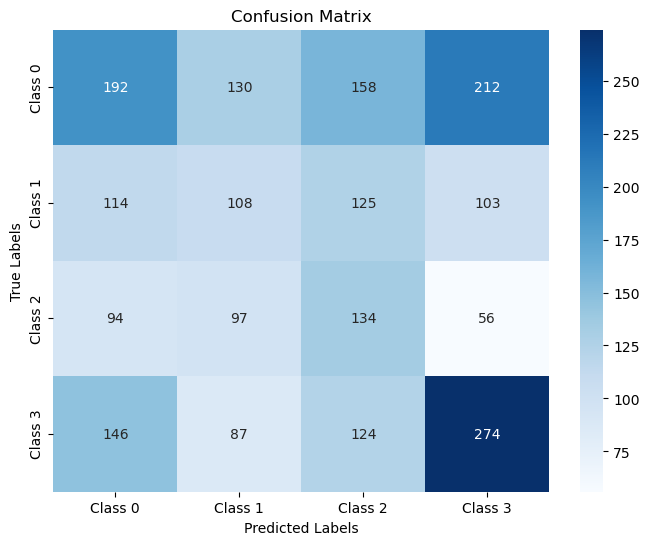 Confusion Matrix
True Labels
Class 0
192 130 158 212
Class 1
114 108 125 103
Class 2
94 97 134 56
Class 3
146 87 124 274
Class 0 Class 1 Class 2 Class 3
Predicted Labels
250
225
200
175
150
125
100
75